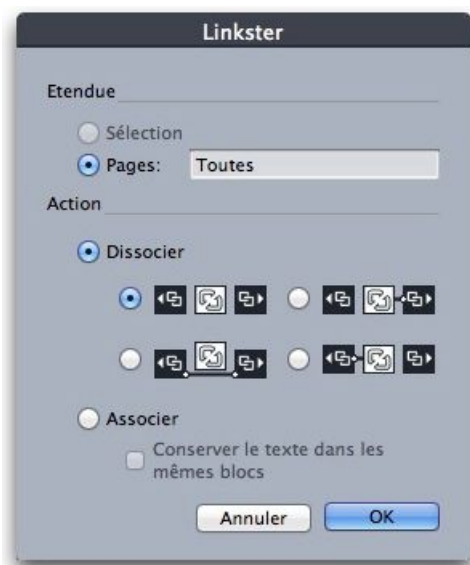 Linkster
Etendue
Sélection
Pages: Toutes
Action
Dissocier
Associer
Conserver le texte dans les
mêmes blocs
Annuler OK